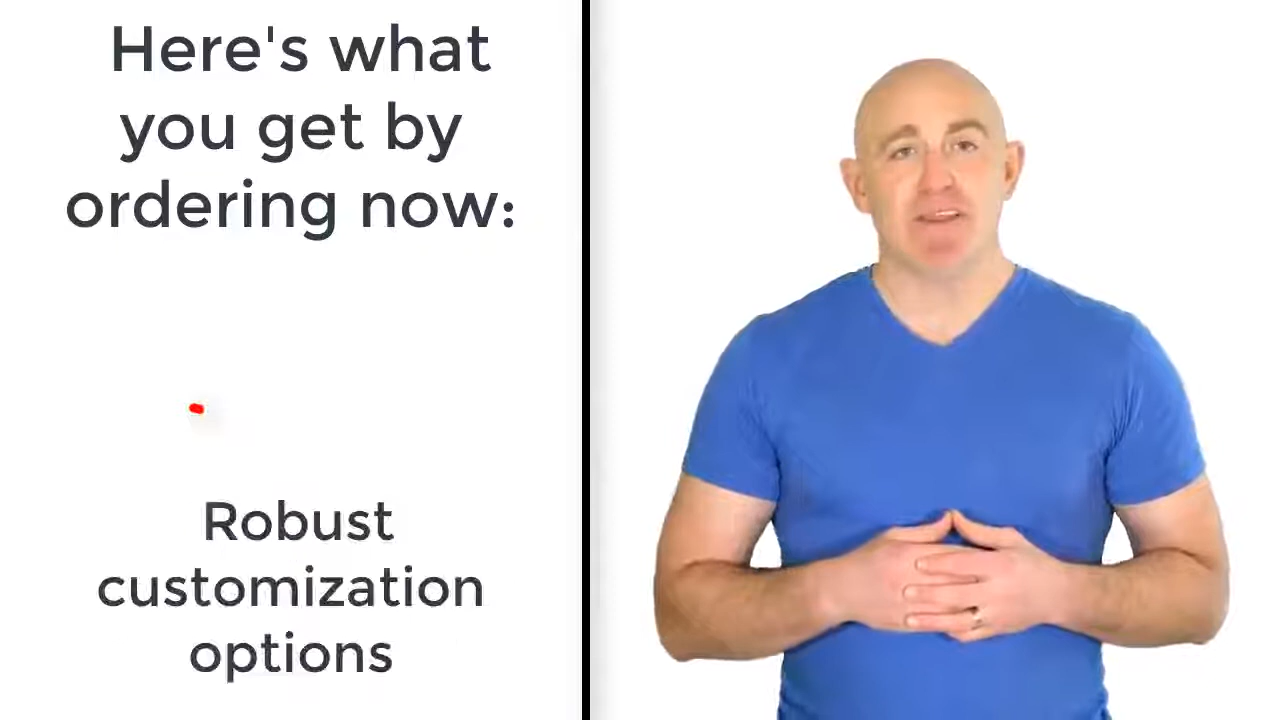 Here's what
you get by
ordering now:
Robust
customization
options